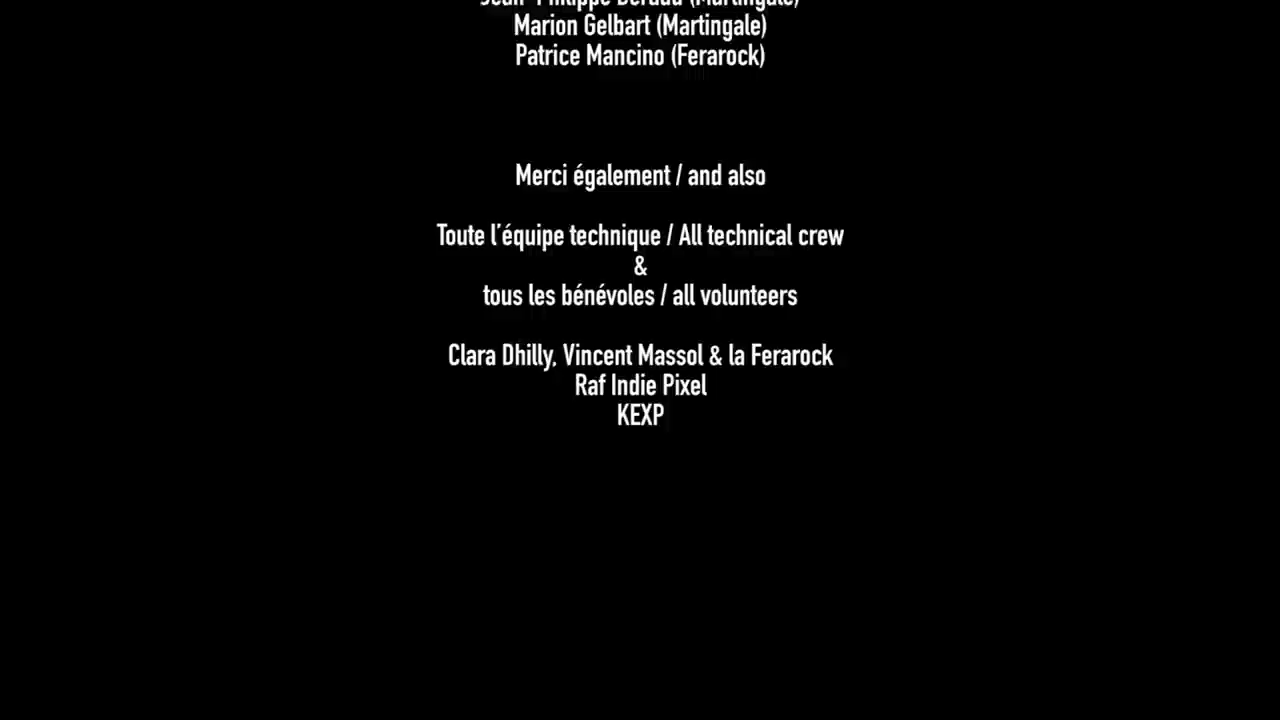 Marion Gelbart (Martingale)
Patrice Mancino (Ferarock)
Merci également / and also
Toute l’équipe technique / All technical crew
&
tous les bénévoles / all volunteers
Clara Dhilly, Vincent Massol & la Ferarock
Raf Indie Pixel
KEXP